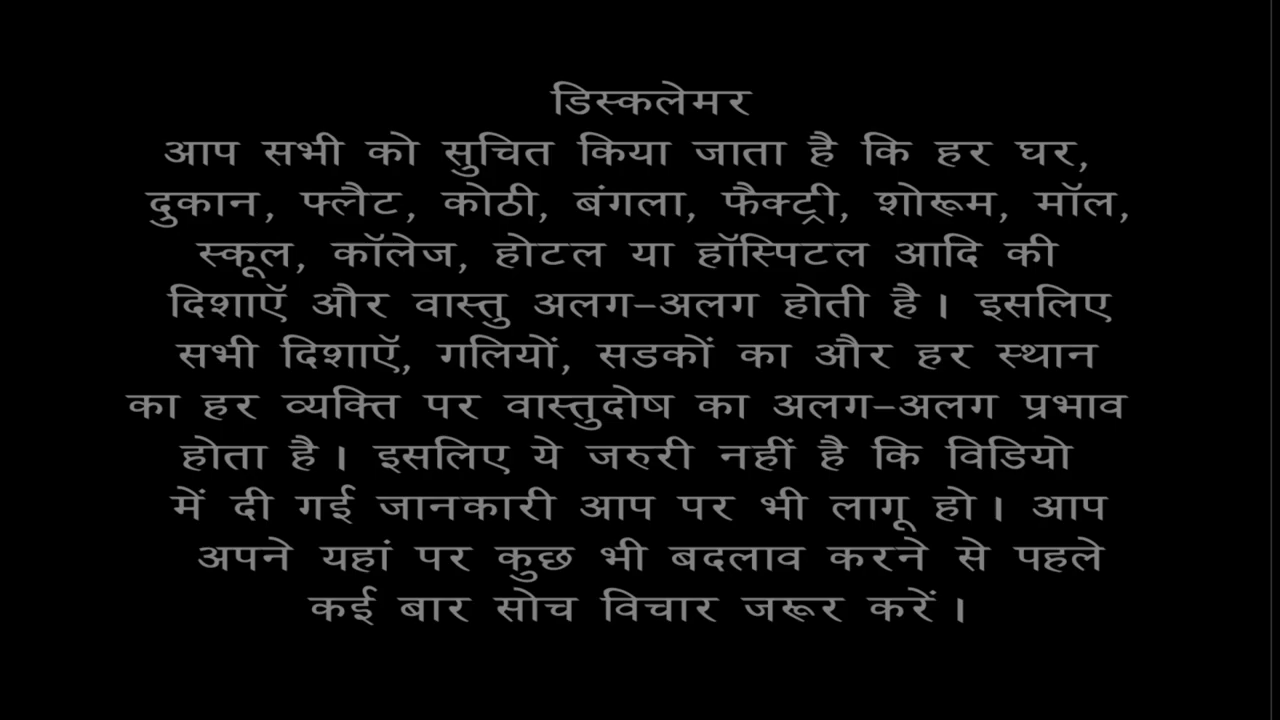 डिस्कलेमर
आप सभी को सुचित किया जाता है कि हर घर,
दुकान, फ्लैट, कोठी, बंगला, फैक्ट्री, शोरूम, मॉल,
स्कूल, कॉलेज, होटल या हॉस्पिटल आदि की
दिशाऍ और वास्तु अलग-अलग होती है। इसलिए
सभी दिशाऍ, गलियों, सडकों का और हर स्थान
का हर व्यक्ति पर वास्तुदोष का अलग-अलग प्रभाव
होता है। इसलिए ये जरुरी नहीं है कि विडियो
में दी गई जानकारी आप पर भी लागू हो। आप
अपने यहां पर कुछ भी बदलाव करने से पहले
कई बार सोच विचार जरूर करें।